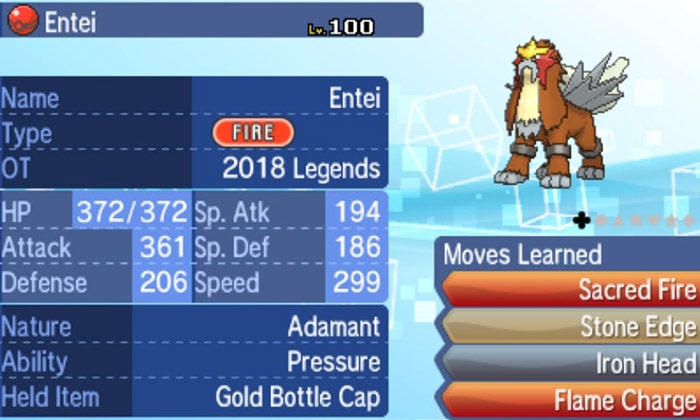 Entei Lv.100
Name Entei
Type FIRE
OT 2018 Legends
HP 372/372 Sp. Atk 194
Attack 361 Sp. Def 186
Defense 206 Speed 299
Nature Adamant
Ability Pressure
Held Item Gold Bottle Cap
Moves Learned
Sacred Fire
Stone Edge
Iron Head
Flame Charge